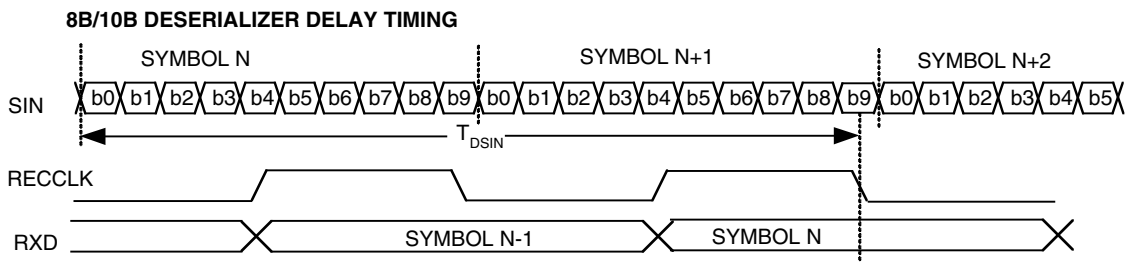 8B/10B DESERIALIZER DELAY TIMING
SYMBOL N SYMBOL N+1 SYMBOL N+2
SIN b0 b1 b2 b3 b4 b5 b6 b7 b8 b9 b0 b1 b2 b3 b4 b5 b6 b7 b8 b9 b0 b1 b2 b3 b4 b5
TDSIN
RECCLK
RXD SYMBOL N-1 SYMBOL N